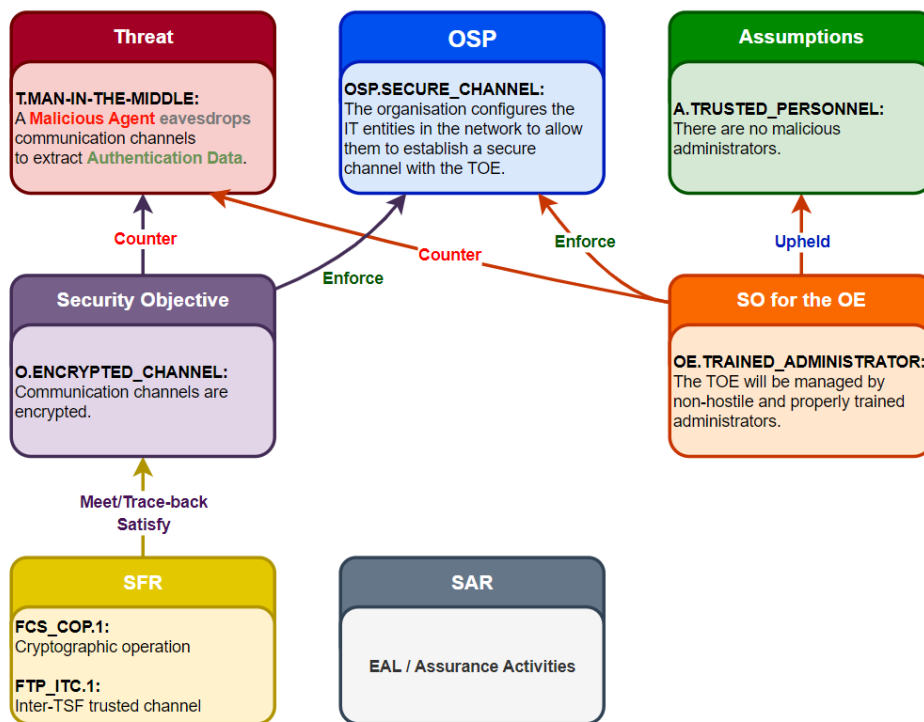 Threat
T.MAN-IN-THE-MIDDLE:
A Malicious Agent eavesdrops
communication channels
to extract Authentication Data.
OSP
OSP.SECURE_CHANNEL:
The organisation configures the
IT entities in the network to allow
them to establish a secure
channel with the TOE.
Assumptions
A.TRUSTED_PERSONNEL:
There are no malicious
administrators.
Counter
Enforce
Counter
Enforce
Upheld
Security Objective
O.ENCRYPTED_CHANNEL:
Communication channels are
encrypted.
SO for the OE
OE.TRAINED_ADMINISTRATOR:
The TOE will be managed by
non-hostile and properly trained
administrators.
Meet/Trace-back
Satisfy
SFR
FCS_COP.1:
Cryptographic operation
FTP_ITC.1:
Inter-TSF trusted channel
SAR
EAL / Assurance Activities